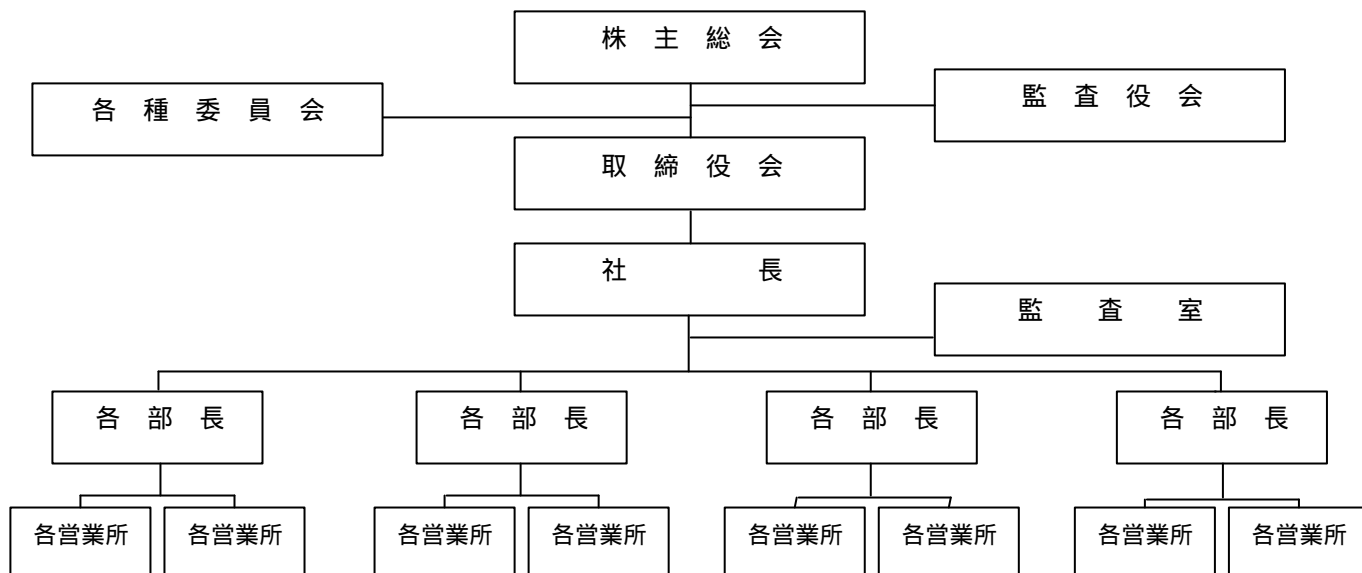 株 主 総 会
各 種 委 員 会
監 査 役 会
取 締 役 会
社 長
監 査 室
各 部 長
各 部 長
各 部 長
各 部 長
各営業所
各営業所
各営業所
各営業所
各営業所
各営業所
各営業所
各営業所